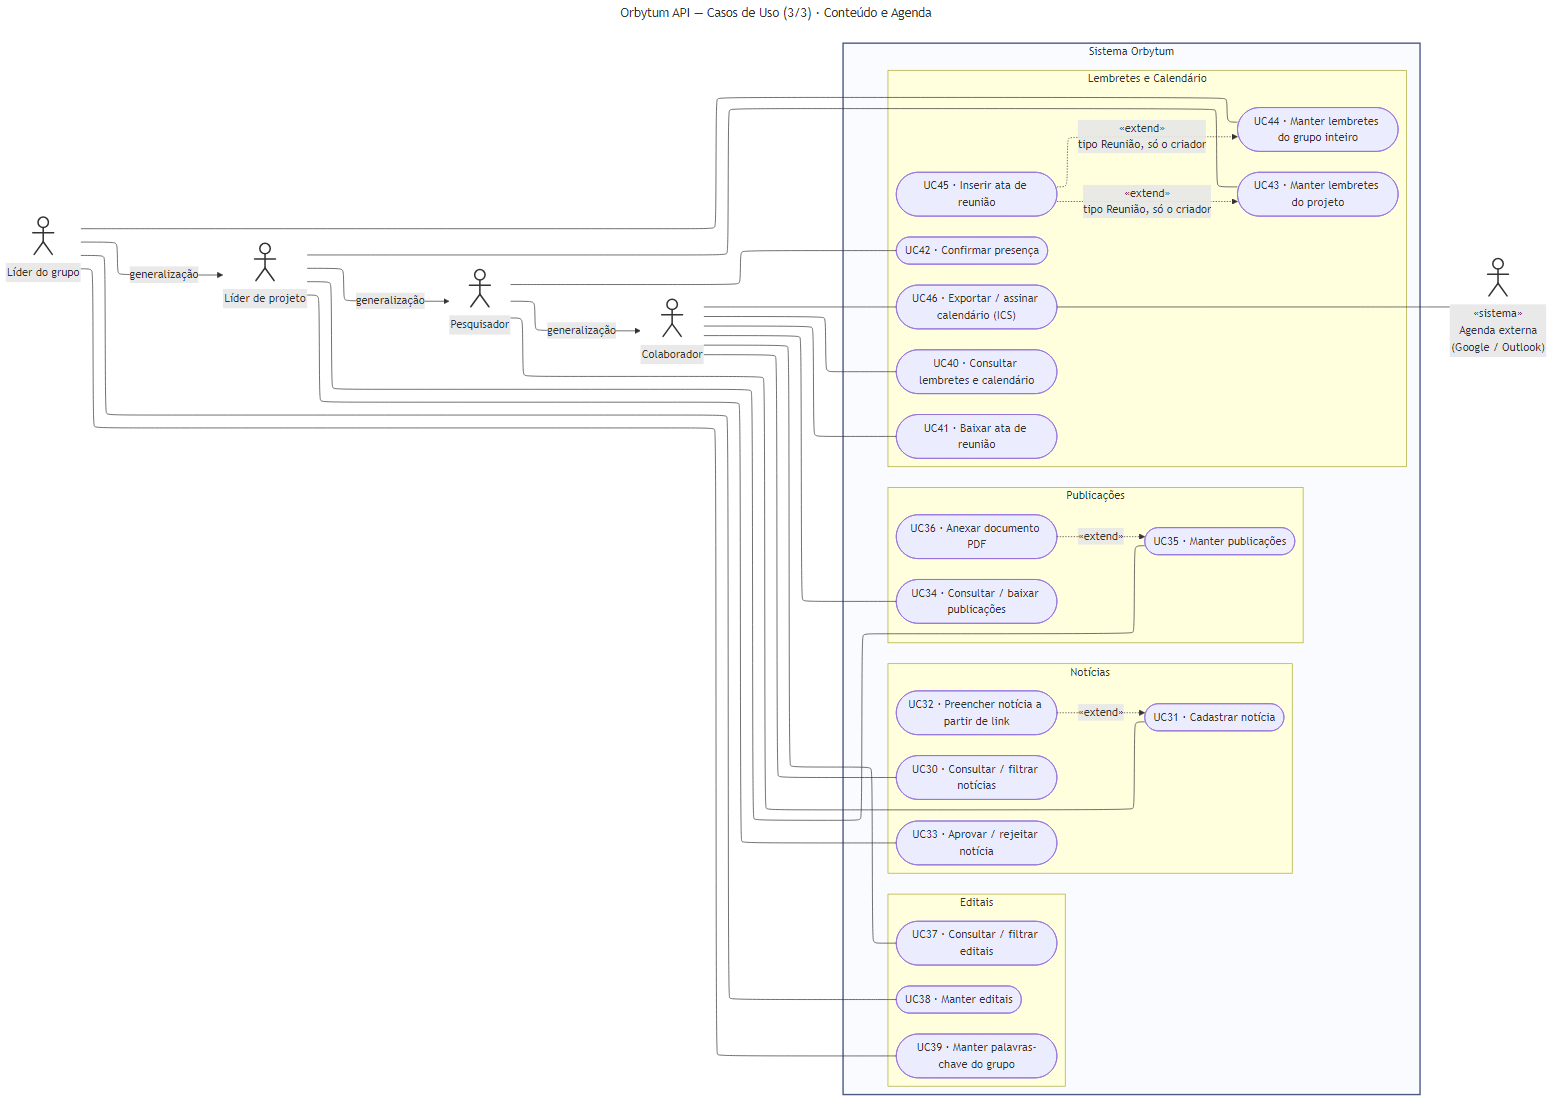 Orbytum API — Casos de Uso (3/3) · Conteúdo e Agenda
Sistema Orbytum
Lembretes e Calendário
UC44 · Manter lembretes
do grupo inteiro
«extend»
tipo Reunião, só o criador
UC45 · Inserir ata de
reunião
«extend»
tipo Reunião, só o criador
UC43 · Manter lembretes
do projeto
UC42 · Confirmar presença
Líder do grupo
generalização
Líder de projeto
generalização
Pesquisador
generalização
Colaborador
UC46 · Exportar / assinar
calendário (ICS)
«sistema»
Agenda externa
(Google / Outlook)
UC40 · Consultar
lembretes e calendário
UC41 · Baixar ata de
reunião
Publicações
UC36 · Anexar documento
PDF
«extend»
UC35 · Manter publicações
UC34 · Consultar / baixar
publicações
Notícias
UC32 · Preencher notícia a
partir de link
«extend»
UC31 · Cadastrar notícia
UC30 · Consultar / filtrar
notícias
UC33 · Aprovar / rejeitar
notícia
Editais
UC37 · Consultar / filtrar
editais
UC38 · Manter editais
UC39 · Manter palavras-
chave do grupo